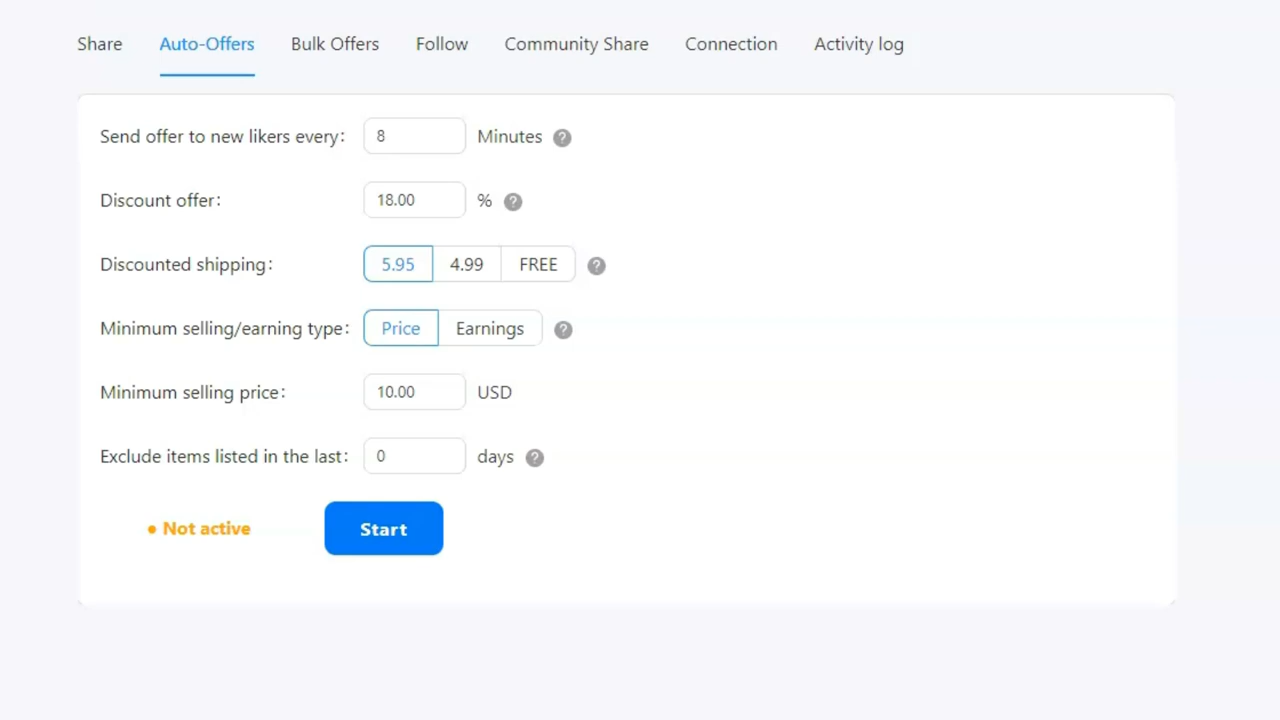 Share Auto-Offers Bulk Offers Follow Community Share Connection Activity log
Send offer to new likers every: 8 Minutes ?
Discount offer: 18.00 % ?
Discounted shipping: 5.95 4.99 FREE ?
Minimum selling/earning type: Price Earnings ?
Minimum selling price: 10.00 USD
Exclude items listed in the last: 0 days ?
• Not active Start